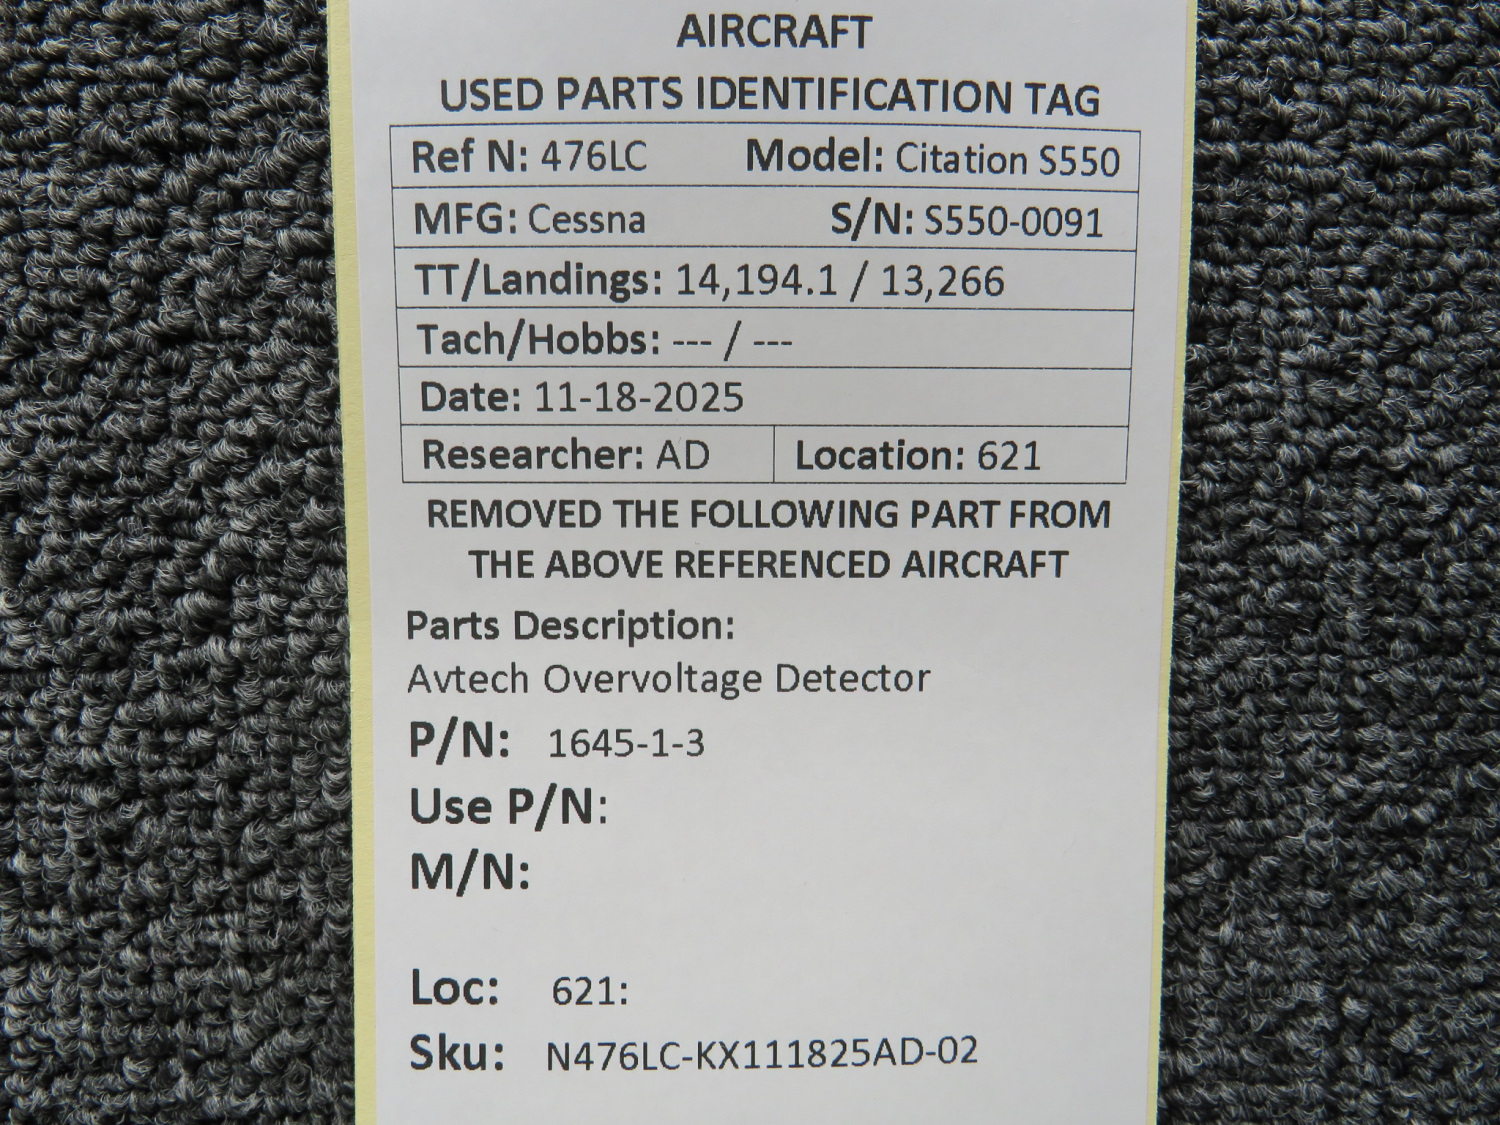 AIRCRAFT
USED PARTS IDENTIFICATION TAG
Ref N: 476LC Model: Citation S550
MFG: Cessna S/N: S550-0091
TT/Landings: 14,194.1 / 13,266
Tach/Hobbs: --- / ---
Date: 11-18-2025
Researcher: AD Location: 621
REMOVED THE FOLLOWING PART FROM
THE ABOVE REFERENCED AIRCRAFT
Parts Description:
Avtech Overvoltage Detector
P/N: 1645-1-3
Use P/N:
M/N:
Loc: 621:
Sku: N476LC-KX111825AD-02